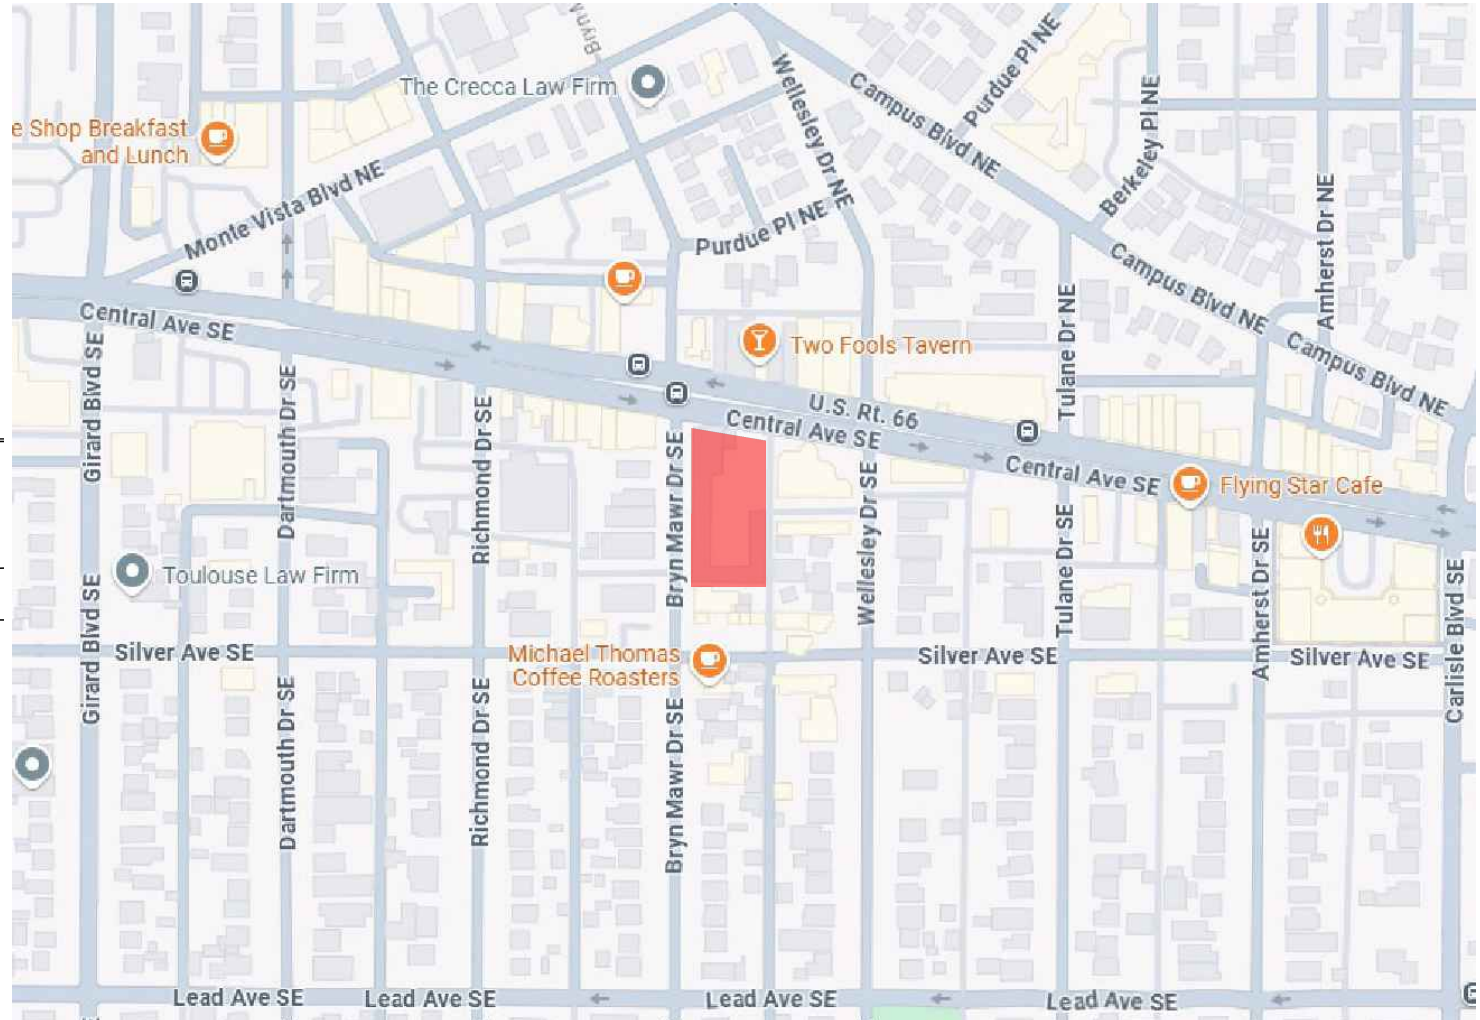 Bryn M
The Crecca Law Firm
Wellesley Dr NE
Campus Blvd NE
Purdue Pl NE
Berkeley Pl NE
e Shop Breakfast
and Lunch
Monte Vista Blvd NE
Purdue Pl NE
Amherst Dr NE
Campus Blvd NE
Central Ave SE
Tulane Dr NE
Two Fools Tavern
Campus Blvd NE
Girard Blvd SE
Dartmouth Dr SE
Richmond Dr SE
Bryn Mawr Dr SE
U.S. Rt. 66
Central Ave SE
Central Ave SE
Flying Star Cafe
Wellesley Dr SE
Tulane Dr SE
Amherst Dr SE
Toulouse Law Firm
Girard Blvd SE
Carlisle Blvd SE
Silver Ave SE
Michael Thomas
Coffee Roasters
Silver Ave SE
Silver Ave SE
Dartmouth Dr SE
Richmond Dr SE
Bryn Mawr Dr SE
Lead Ave SE
Lead Ave SE
Lead Ave SE
Lead Ave SE